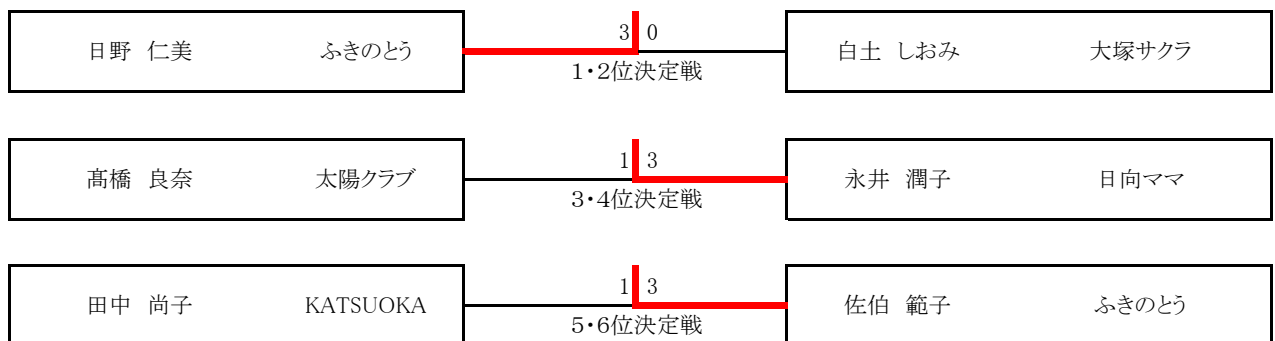 日野 仁美 ふきのとう 3 0 白土 しおみ 大塚サクラ
1・2位決定戦
髙橋 良奈 太陽クラブ 1 3 永井 潤子 日向ママ
3・4位決定戦
田中 尚子 KATSUOKA 1 3 佐伯 範子 ふきのとう
5・6位決定戦